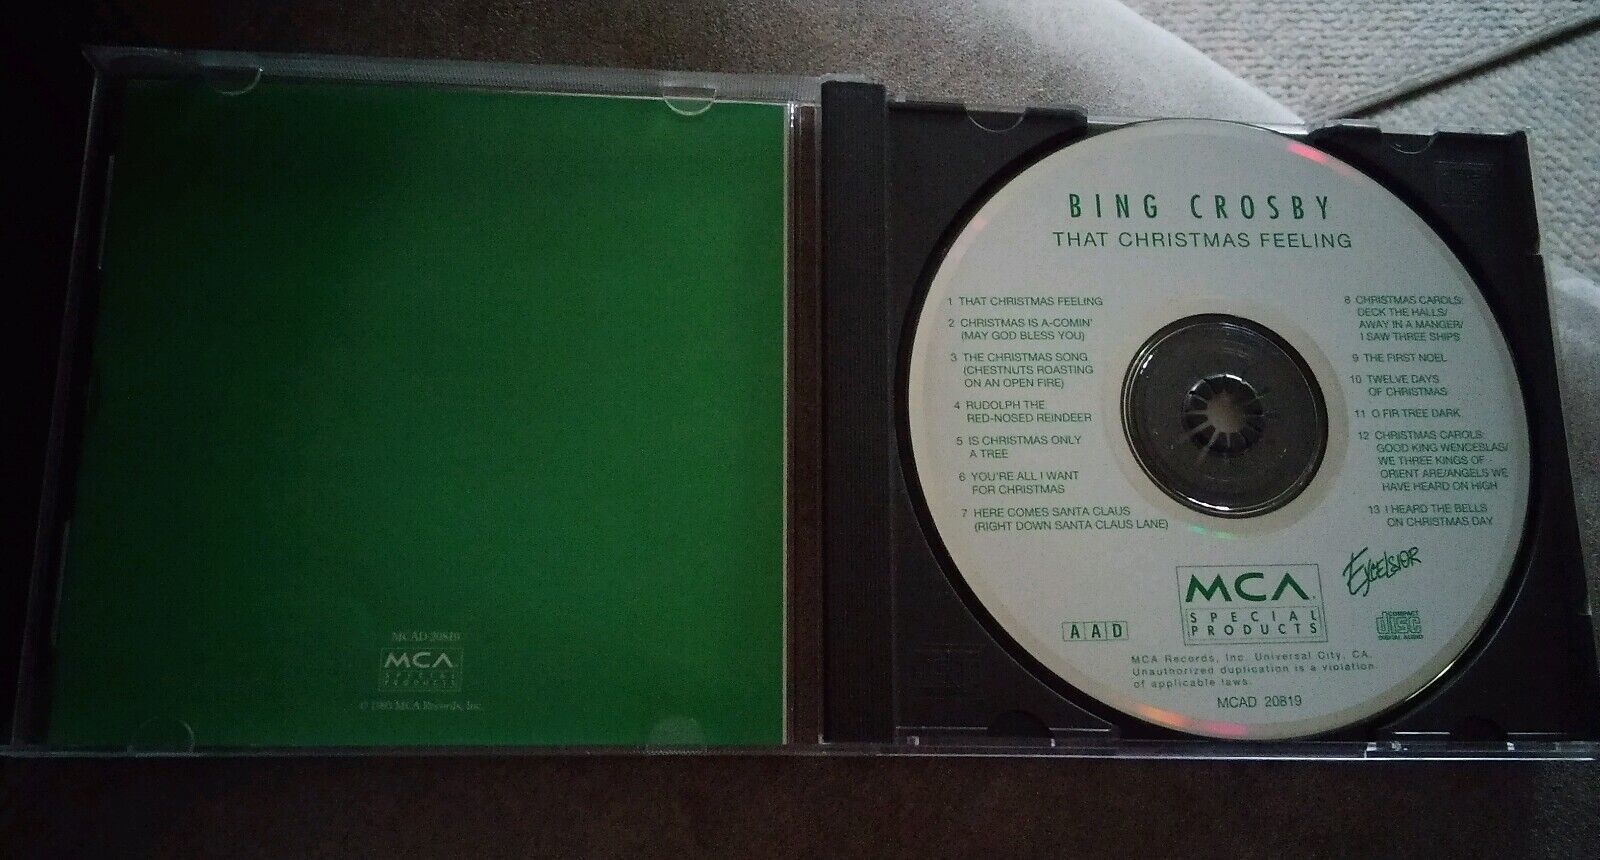 MCAD 20819
MCA
SPECIAL
PRODUCTS
MCA Records, Inc.
BING CROSBY
THAT CHRISTMAS FEELING
1 THAT CHRISTMAS FEELING
2 CHRISTMAS IS A-COMIN'
(MAY GOD BLESS YOU)
3 THE CHRISTMAS SONG
(CHESTNUTS ROASTING
ON AN OPEN FIRE)
4 RUDOLPH THE
RED-NOSED REINDEER
5 IS CHRISTMAS ONLY
A TREE
6 YOU'RE ALL I WANT
FOR CHRISTMAS
7 HERE COMES SANTA CLAUS
(RIGHT DOWN SANTA CLAUS LANE)
8 CHRISTMAS CAROLS:
DECK THE HALLS/
AWAY IN A MANGER/
I SAW THREE SHIPS
9 THE FIRST NOEL
10 TWELVE DAYS
OF CHRISTMAS
11 O FIR TREE DARK
12 CHRISTMAS CAROLS:
GOOD KING WENCESLAS/
WE THREE KINGS OF
ORIENT ARE/ANGELS WE
HAVE HEARD ON HIGH
13 I HEARD THE BELLS
ON CHRISTMAS DAY
EXCELSIOR
MCA
SPECIAL
PRODUCTS
AAD
COMPACT
disc
DIGITAL AUDIO
MCA Records, Inc. Universal City, CA.
Unauthorized duplication is a violation
of applicable laws.
MCAD 20819